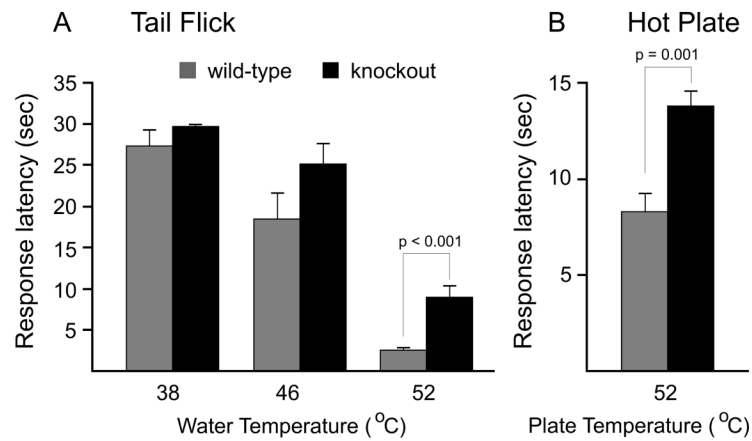 A Tail Flick
wild-type knockout
Response latency (sec)
35
30
25
20
15
10
5
p < 0.001
38 46 52
Water Temperature (°C)
B Hot Plate
p = 0.001
Response latency (sec)
15
10
5
52
Plate Temperature (°C)